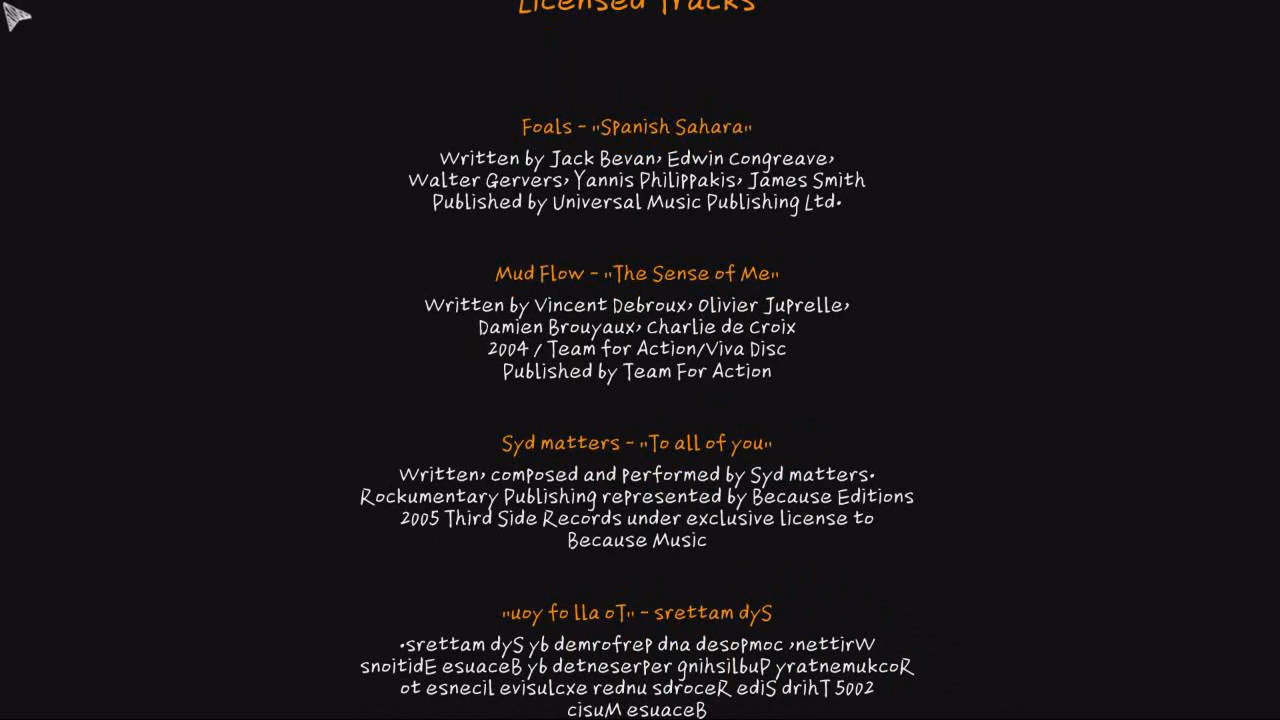 Licensed Tracks
Foals - "Spanish Sahara"
Written by Jack Bevan, Edwin Congreave,
Walter Gervers, Yannis Philippakis, James Smith
Published by Universal Music Publishing Ltd.
Mud Flow - "The Sense of Me"
Written by Vincent Debroux, Olivier Juprelle,
Damien Brouyaux, Charlie de Croix
2004 / Team for Action/Viva Disc
Published by Team For Action
Syd matters - "To all of you"
Written, composed and performed by Syd matters.
Rockumentary Publishing represented by Because Editions
2005 Third Side Records under exclusive license to
Because Music
"uoy fo lla oT" - srettam dyS
.srettam dyS yb demrofrep dna desopmoc ,nettirW
snoitidE esuaceB yb detneserper gnihsilbuP yratnemukcoR
ot esnecil evisulcxe rednu sdroceR ediS drihT 5002
cisuM esuaceB